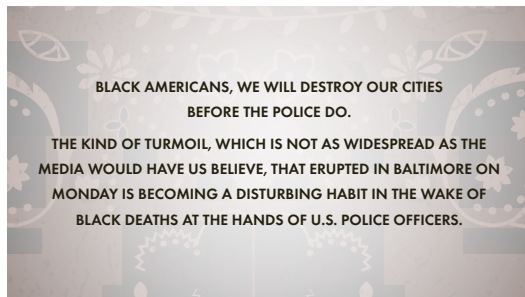 BLACK AMERICANS, WE WILL DESTROY OUR CITIES
BEFORE THE POLICE DO.
THE KIND OF TURMOIL, WHICH IS NOT AS WIDESPREAD AS THE
MEDIA WOULD HAVE US BELIEVE, THAT ERUPTED IN BALTIMORE ON
MONDAY IS BECOMING A DISTURBING HABIT IN THE WAKE OF
BLACK DEATHS AT THE HANDS OF U.S. POLICE OFFICERS.